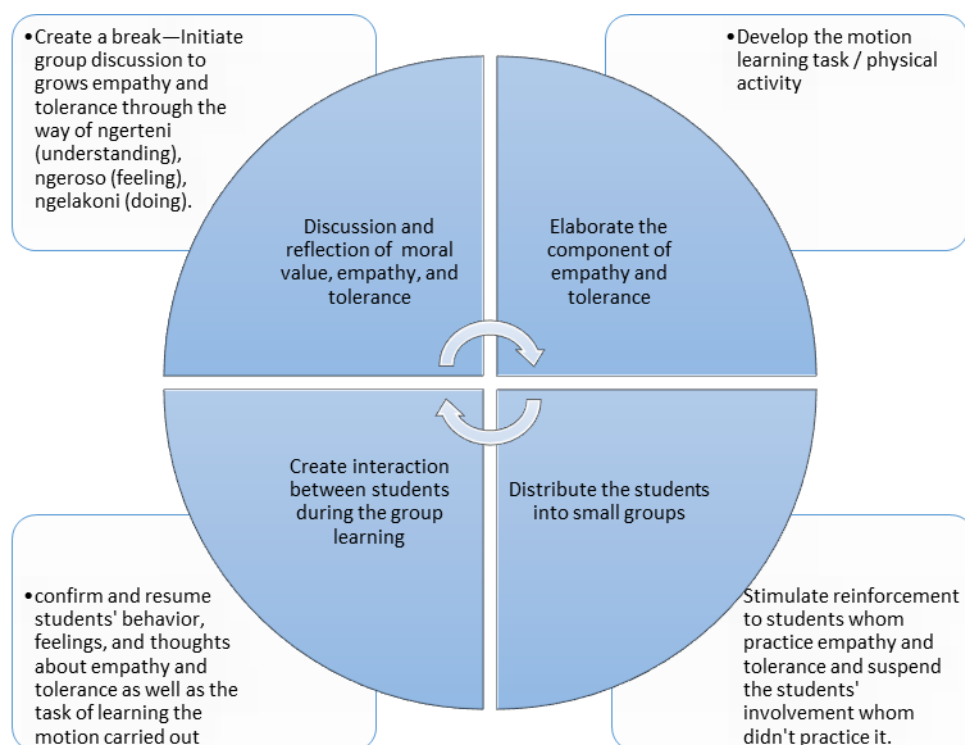 •Create a break—Initiate
group discussion to
grows empathy and
tolerance through the
way of ngerteni
(understanding),
ngeroso (feeling),
ngelakoni (doing).
•Develop the motion
learning task / physical
activity
Discussion and
reflection of moral
value, empathy, and
tolerance
Elaborate the
component of
empathy and
tolerance
Create interaction
between students
during the group
learning
Distribute the students
into small groups
•confirm and resume
students' behavior,
feelings, and thoughts
about empathy and
tolerance as well as the
task of learning the
motion carried out
Stimulate reinforcement
to students whom
practice empathy and
tolerance and suspend
the students'
involvement whom
didn't practice it.